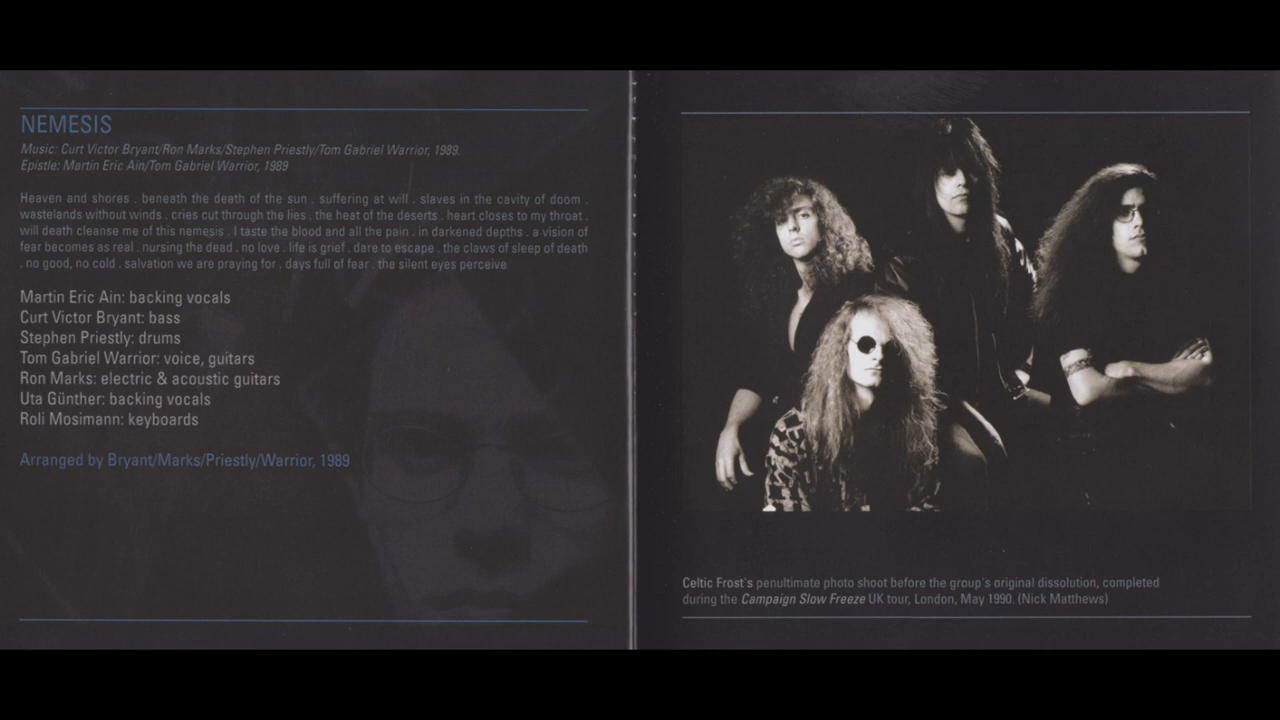 NEMESIS
Music: Curt Victor Bryant/Ron Marks/Stephen Priestly/Tom Gabriel Warrior, 1989.
Epistle: Martin Eric Ain/Tom Gabriel Warrior, 1989
Heaven and shores . beneath the death of the sun . suffering at will . slaves in the cavity of doom .
wastelands without winds . cries cut through the lies . the heat of the deserts . heart closes to my throat .
will death cleanse me of this nemesis . I taste the blood and all the pain . in darkened depths . a vision of
fear becomes as real . nursing the dead . no love . life is grief . dare to escape . the claws of sleep of death
. no good, no cold . salvation we are praying for . days full of fear . the silent eyes perceive
Martin Eric Ain: backing vocals
Curt Victor Bryant: bass
Stephen Priestly: drums
Tom Gabriel Warrior: voice, guitars
Ron Marks: electric & acoustic guitars
Uta Günther: backing vocals
Roli Mosimann: keyboards
Arranged by Bryant/Marks/Priestly/Warrior, 1989
Celtic Frost's penultimate photo shoot before the group's original dissolution, completed
during the Campaign Slow Freeze UK tour, London, May 1990. (Nick Matthews)